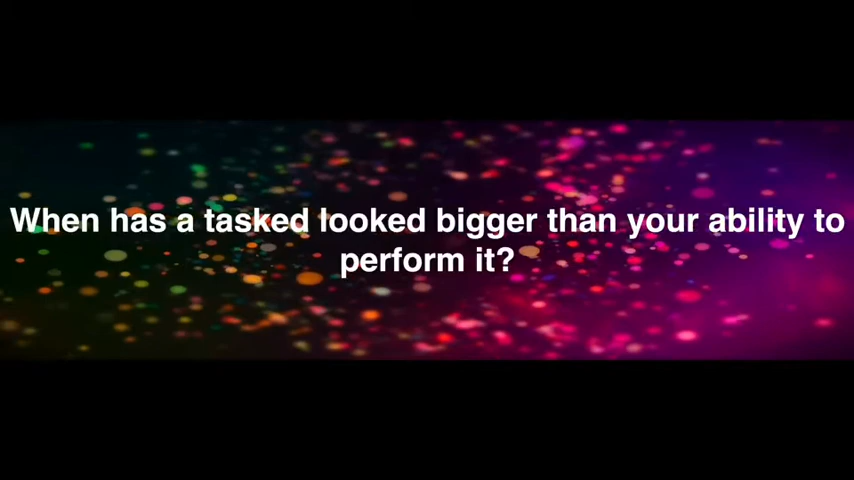 When has a tasked looked bigger than your ability to
perform it?